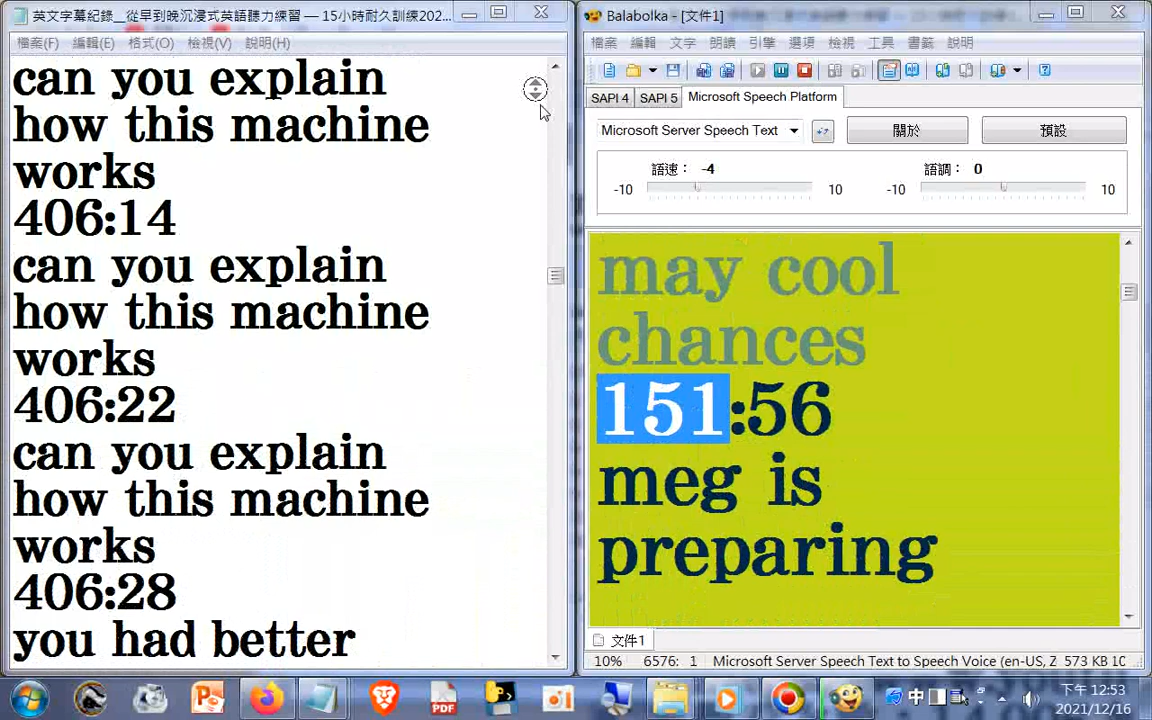 英文字幕紀錄__從早到晚沉浸式英語聽力練習 — 15小時耐久訓練202...
檔案(F) 編輯(E) 格式(O) 檢視(V) 說明(H)
can you explain
how this machine
works
406:14
can you explain
how this machine
works
406:22
can you explain
how this machine
works
406:28
you had better
Balabolka - [文件1]
檔案 編輯 文字 朗讀 引擎 選項 檢視 工具 書籤 說明
SAPI 4 SAPI 5 Microsoft Speech Platform
Microsoft Server Speech Text 關於 預設
語速： -4 語調： 0
-10 10 -10 10
may cool
chances
151:56
meg is
preparing
文件1
10% 6576: 1 Microsoft Server Speech Text to Speech Voice (en-US, Z 573 KB 10
PDF 中 下午 12:53
2021/12/16